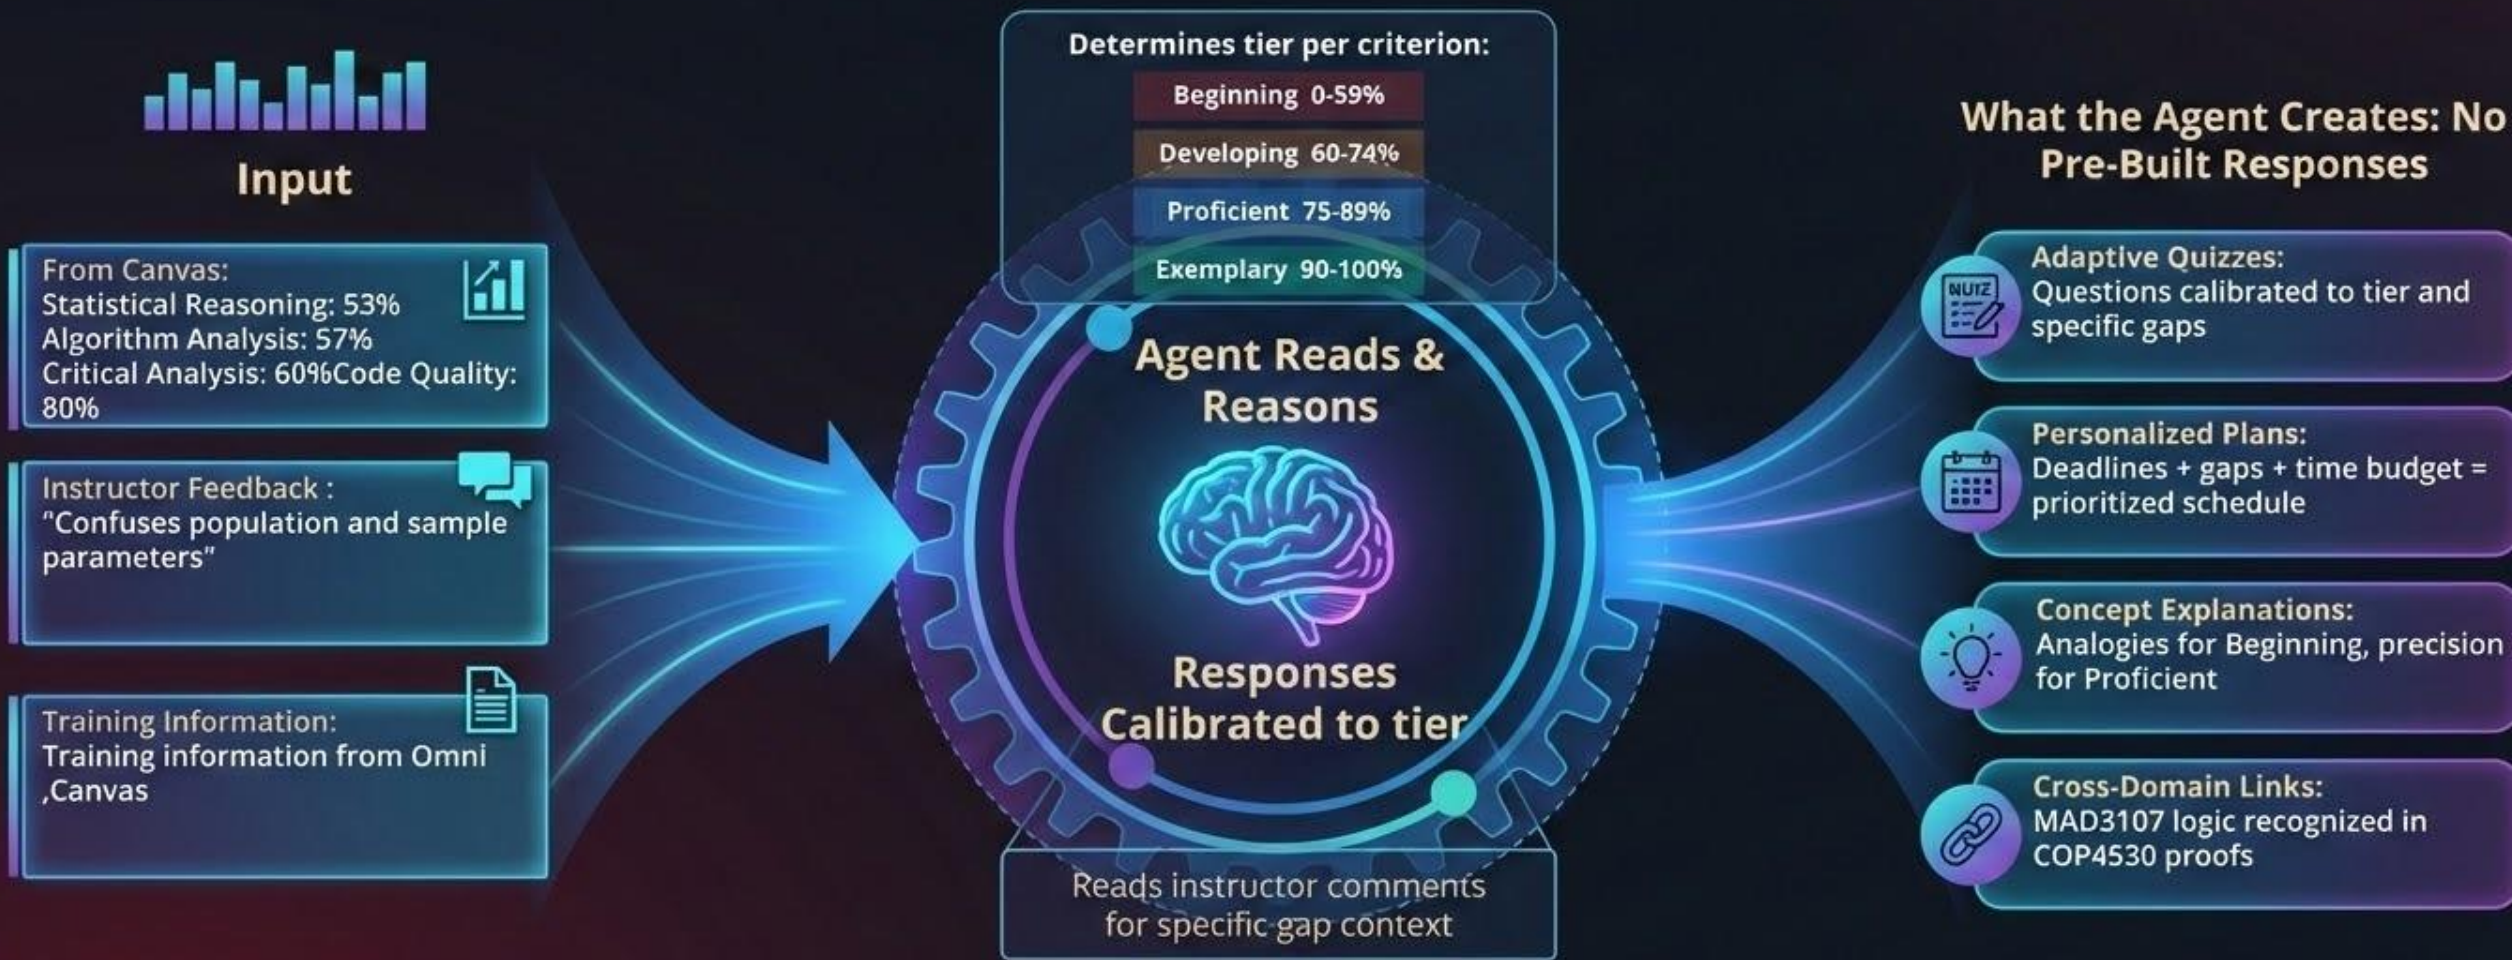 Input
From Canvas:
Statistical Reasoning: 53%
Algorithm Analysis: 57%
Critical Analysis: 60%Code Quality:
80%
Instructor Feedback :
"Confuses population and sample
parameters"
Training Information:
Training information from Omni
,Canvas
Determines tier per criterion:
Beginning 0-59%
Developing 60-74%
Proficient 75-89%
Exemplary 90-100%
Agent Reads &
Reasons
Responses
Calibrated to tier
Reads instructor comments
for specific gap context
What the Agent Creates: No
Pre-Built Responses
NUIZ
Adaptive Quizzes:
Questions calibrated to tier and
specific gaps
Personalized Plans:
Deadlines + gaps + time budget =
prioritized schedule
Concept Explanations:
Analogies for Beginning, precision
for Proficient
Cross-Domain Links:
MAD3107 logic recognized in
COP4530 proofs